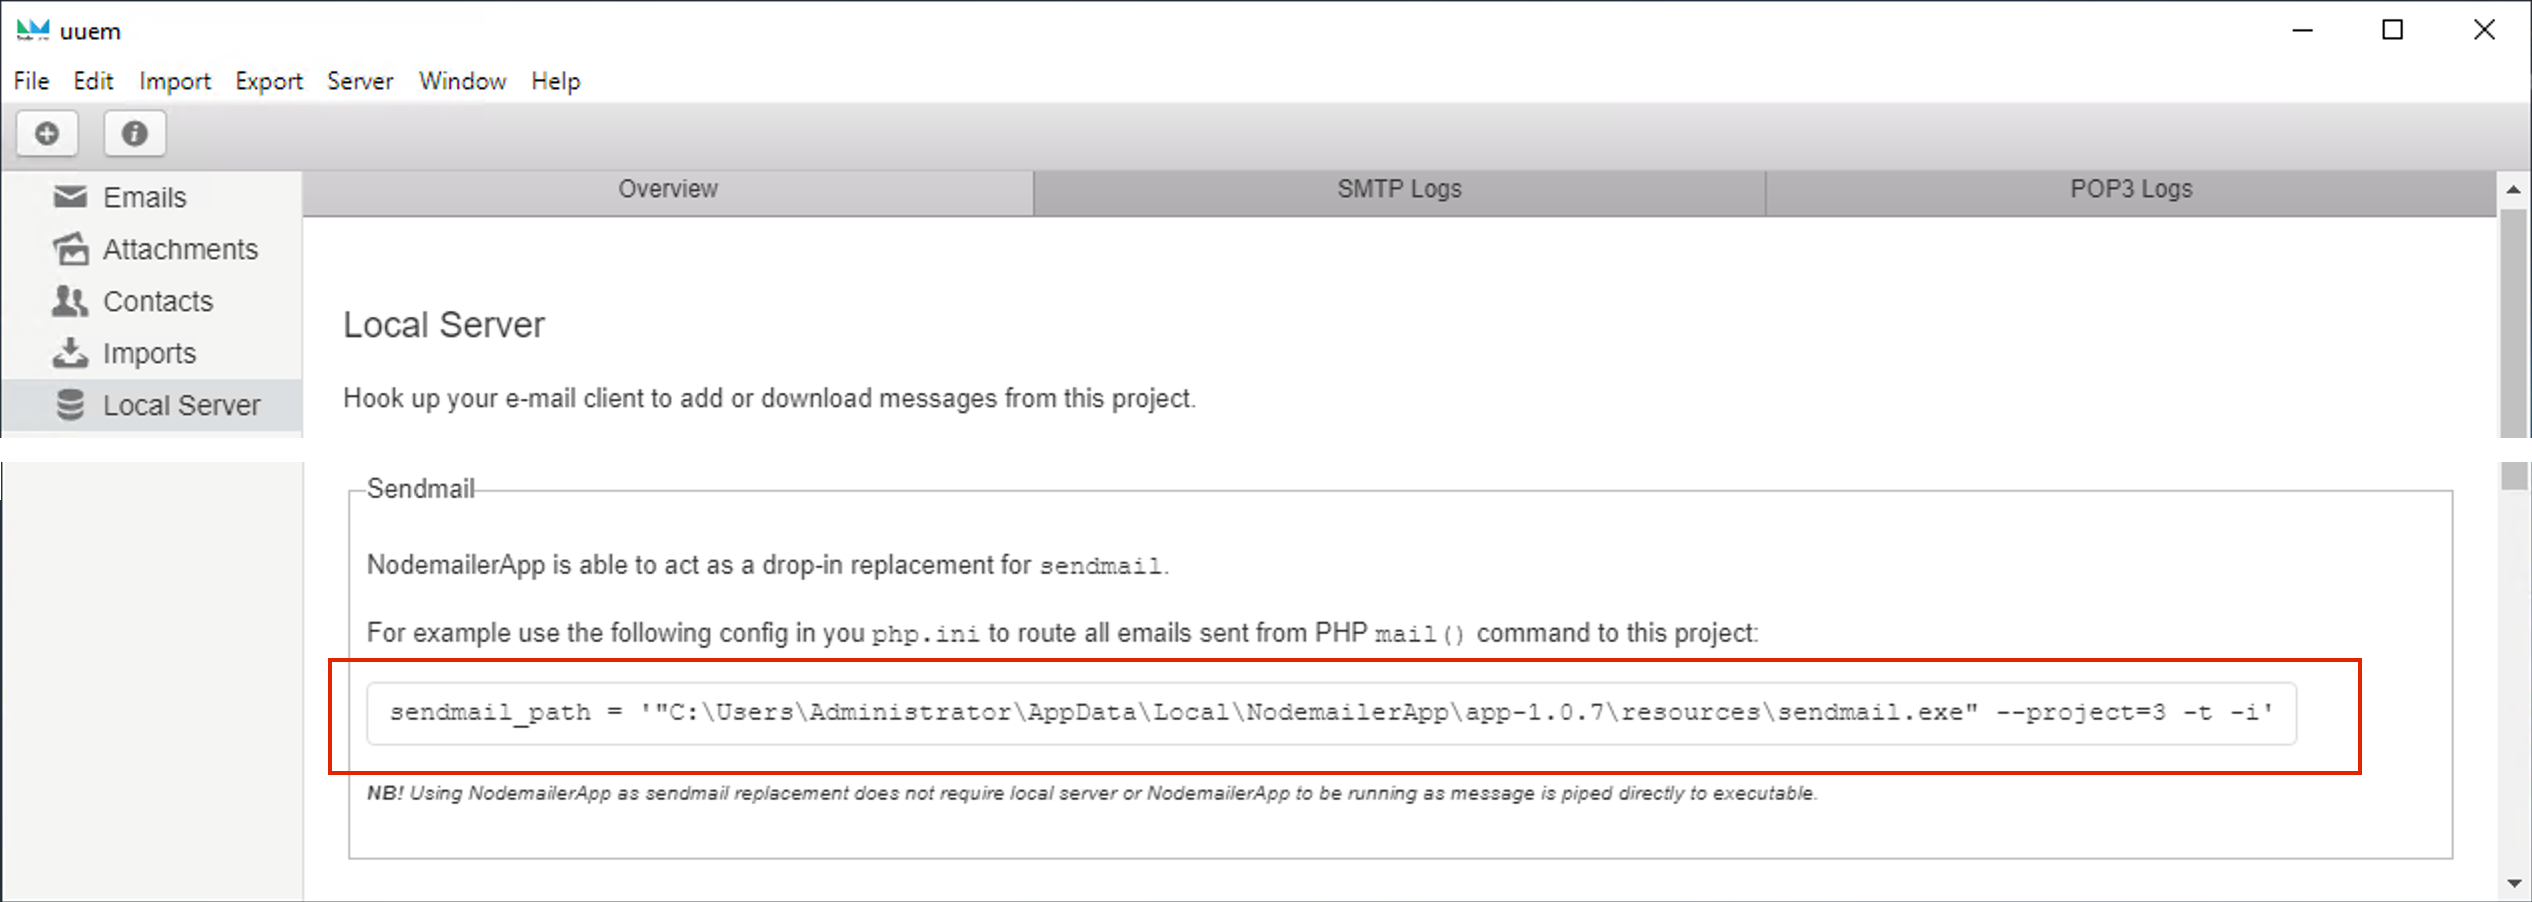 uuem
File Edit Import Export Server Window Help
Emails
Attachments
Contacts
Imports
Local Server
Overview SMTP Logs POP3 Logs
Local Server
Hook up your e-mail client to add or download messages from this project.
Sendmail
NodemailerApp is able to act as a drop-in replacement for sendmail.
For example use the following config in you php.ini to route all emails sent from PHP mail() command to this project:
sendmail_path = '"C:\Users\Administrator\AppData\Local\NodemailerApp\app-1.0.7\resources\sendmail.exe" --project=3 -t -i'
NB! Using NodemailerApp as sendmail replacement does not require local server or NodemailerApp to be running as message is piped directly to executable.